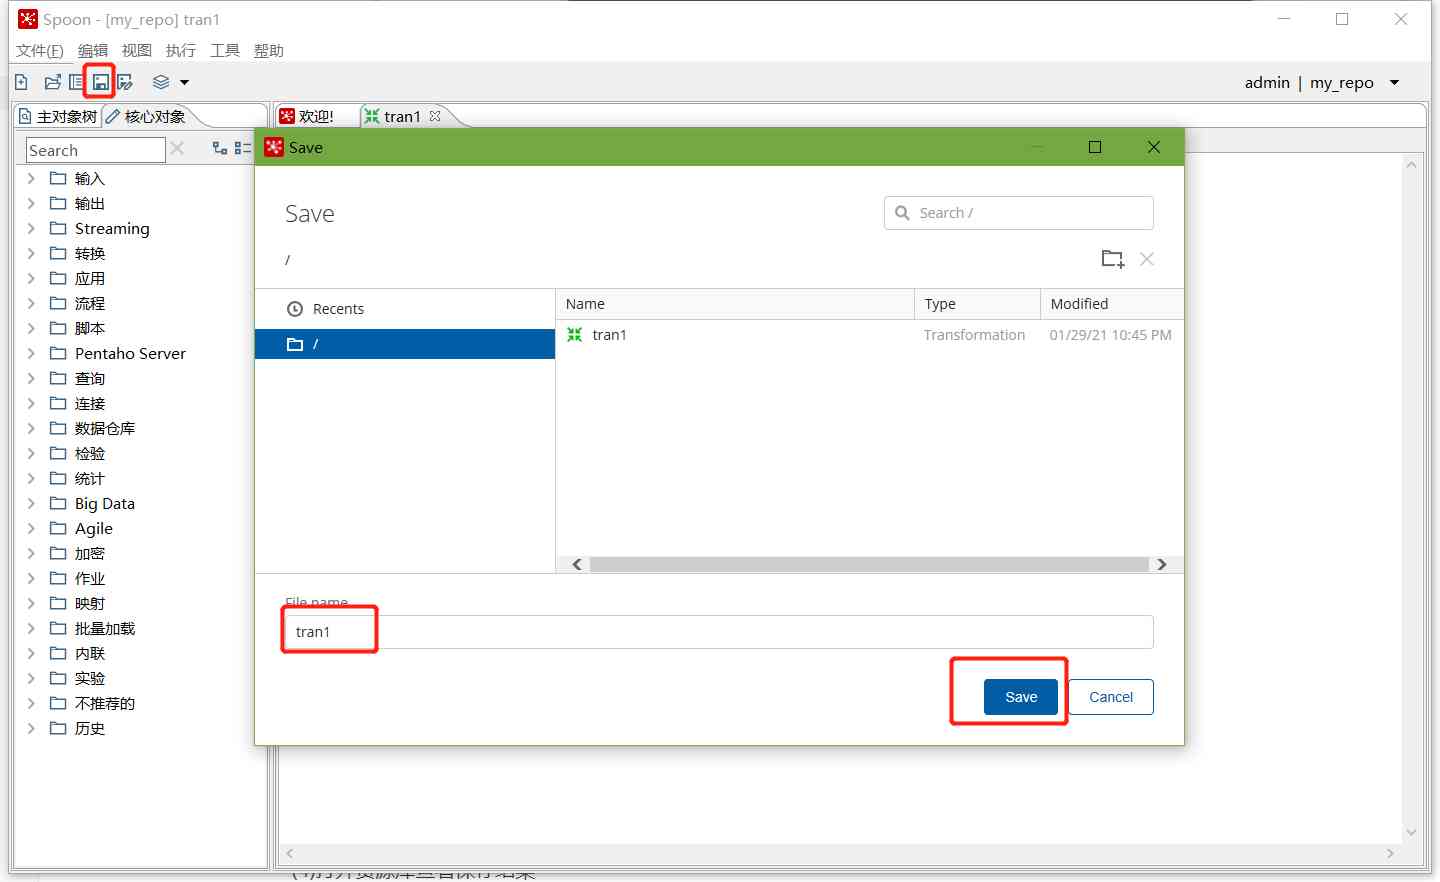 Spoon - [my_repo] tran1
文件(F) 编辑 视图 执行 工具 帮助
admin | my_repo
主对象树 核心对象
欢迎! tran1
Search
输入
输出
Streaming
转换
应用
流程
脚本
Pentaho Server
查询
连接
数据仓库
检验
统计
Big Data
Agile
加密
作业
映射
批量加载
内联
实验
不推荐的
历史
Save
Save
Search /
/
Recents
/
Name Type Modified
tran1 Transformation 01/29/21 10:45 PM
File name
tran1
Save Cancel